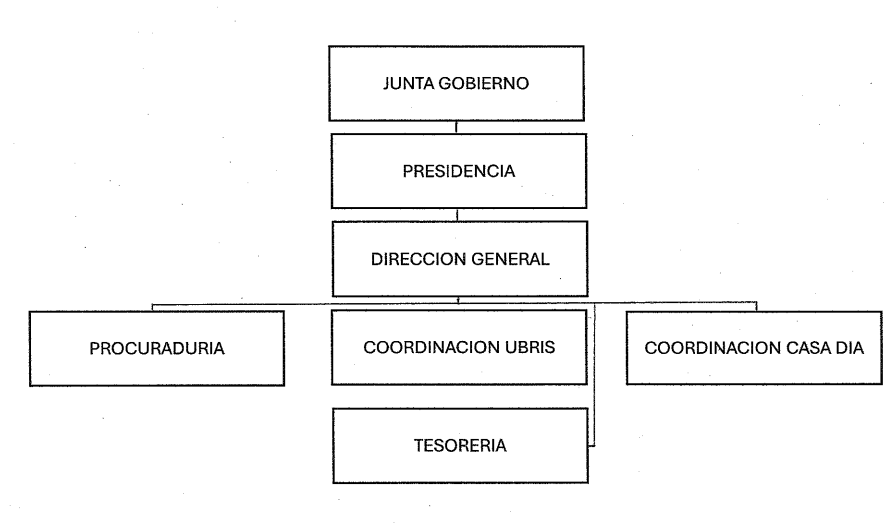 JUNTA GOBIERNO
PRESIDENCIA
DIRECCION GENERAL
PROCURADURIA
COORDINACION UBRIS
COORDINACION CASA DIA
TESORERIA